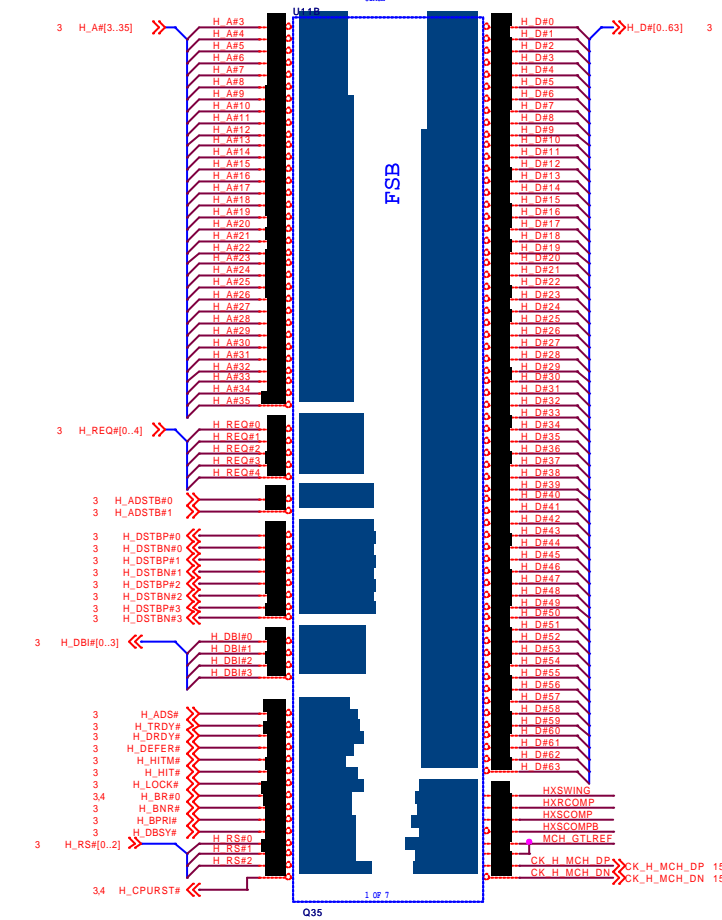 U11B
3 H_A#[3..35]
H_A#3
H_A#4
H_A#5
H_A#6
H_A#7
H_A#8
H_A#9
H_A#10
H_A#11
H_A#12
H_A#13
H_A#14
H_A#15
H_A#16
H_A#17
H_A#18
H_A#19
H_A#20
H_A#21
H_A#22
H_A#23
H_A#24
H_A#25
H_A#26
H_A#27
H_A#28
H_A#29
H_A#30
H_A#31
H_A#32
H_A#33
H_A#34
H_A#35
3 H_REQ#[0..4]
H_REQ#0
H_REQ#1
H_REQ#2
H_REQ#3
H_REQ#4
3 H_ADSTB#0
3 H_ADSTB#1
3 H_DSTBP#0
3 H_DSTBN#0
3 H_DSTBP#1
3 H_DSTBN#1
3 H_DSTBP#2
3 H_DSTBN#2
3 H_DSTBP#3
3 H_DSTBN#3
3 H_DBI#[0..3]
H_DBI#0
H_DBI#1
H_DBI#2
H_DBI#3
3 H_ADS#
3 H_TRDY#
3 H_DRDY#
3 H_DEFER#
3 H_HITM#
3 H_HIT#
3 H_LOCK#
3,4 H_BR#0
3 H_BNR#
3 H_BPRI#
3 H_DBSY#
3 H_RS#[0..2]
H_RS#0
H_RS#1
H_RS#2
3,4 H_CPURST#
FSB
1 OF 7
Q35
H_D#0
H_D#1
H_D#2
H_D#3
H_D#4
H_D#5
H_D#6
H_D#7
H_D#8
H_D#9
H_D#10
H_D#11
H_D#12
H_D#13
H_D#14
H_D#15
H_D#16
H_D#17
H_D#18
H_D#19
H_D#20
H_D#21
H_D#22
H_D#23
H_D#24
H_D#25
H_D#26
H_D#27
H_D#28
H_D#29
H_D#30
H_D#31
H_D#32
H_D#33
H_D#34
H_D#35
H_D#36
H_D#37
H_D#38
H_D#39
H_D#40
H_D#41
H_D#42
H_D#43
H_D#44
H_D#45
H_D#46
H_D#47
H_D#48
H_D#49
H_D#50
H_D#51
H_D#52
H_D#53
H_D#54
H_D#55
H_D#56
H_D#57
H_D#58
H_D#59
H_D#60
H_D#61
H_D#62
H_D#63
H_D#[0..63] 3
HXSWING
HXRCOMP
HXSCOMP
HXSCOMPB
MCH_GTLREF
CK_H_MCH_DP
CK_H_MCH_DN
CK_H_MCH_DP 15
CK_H_MCH_DN 15